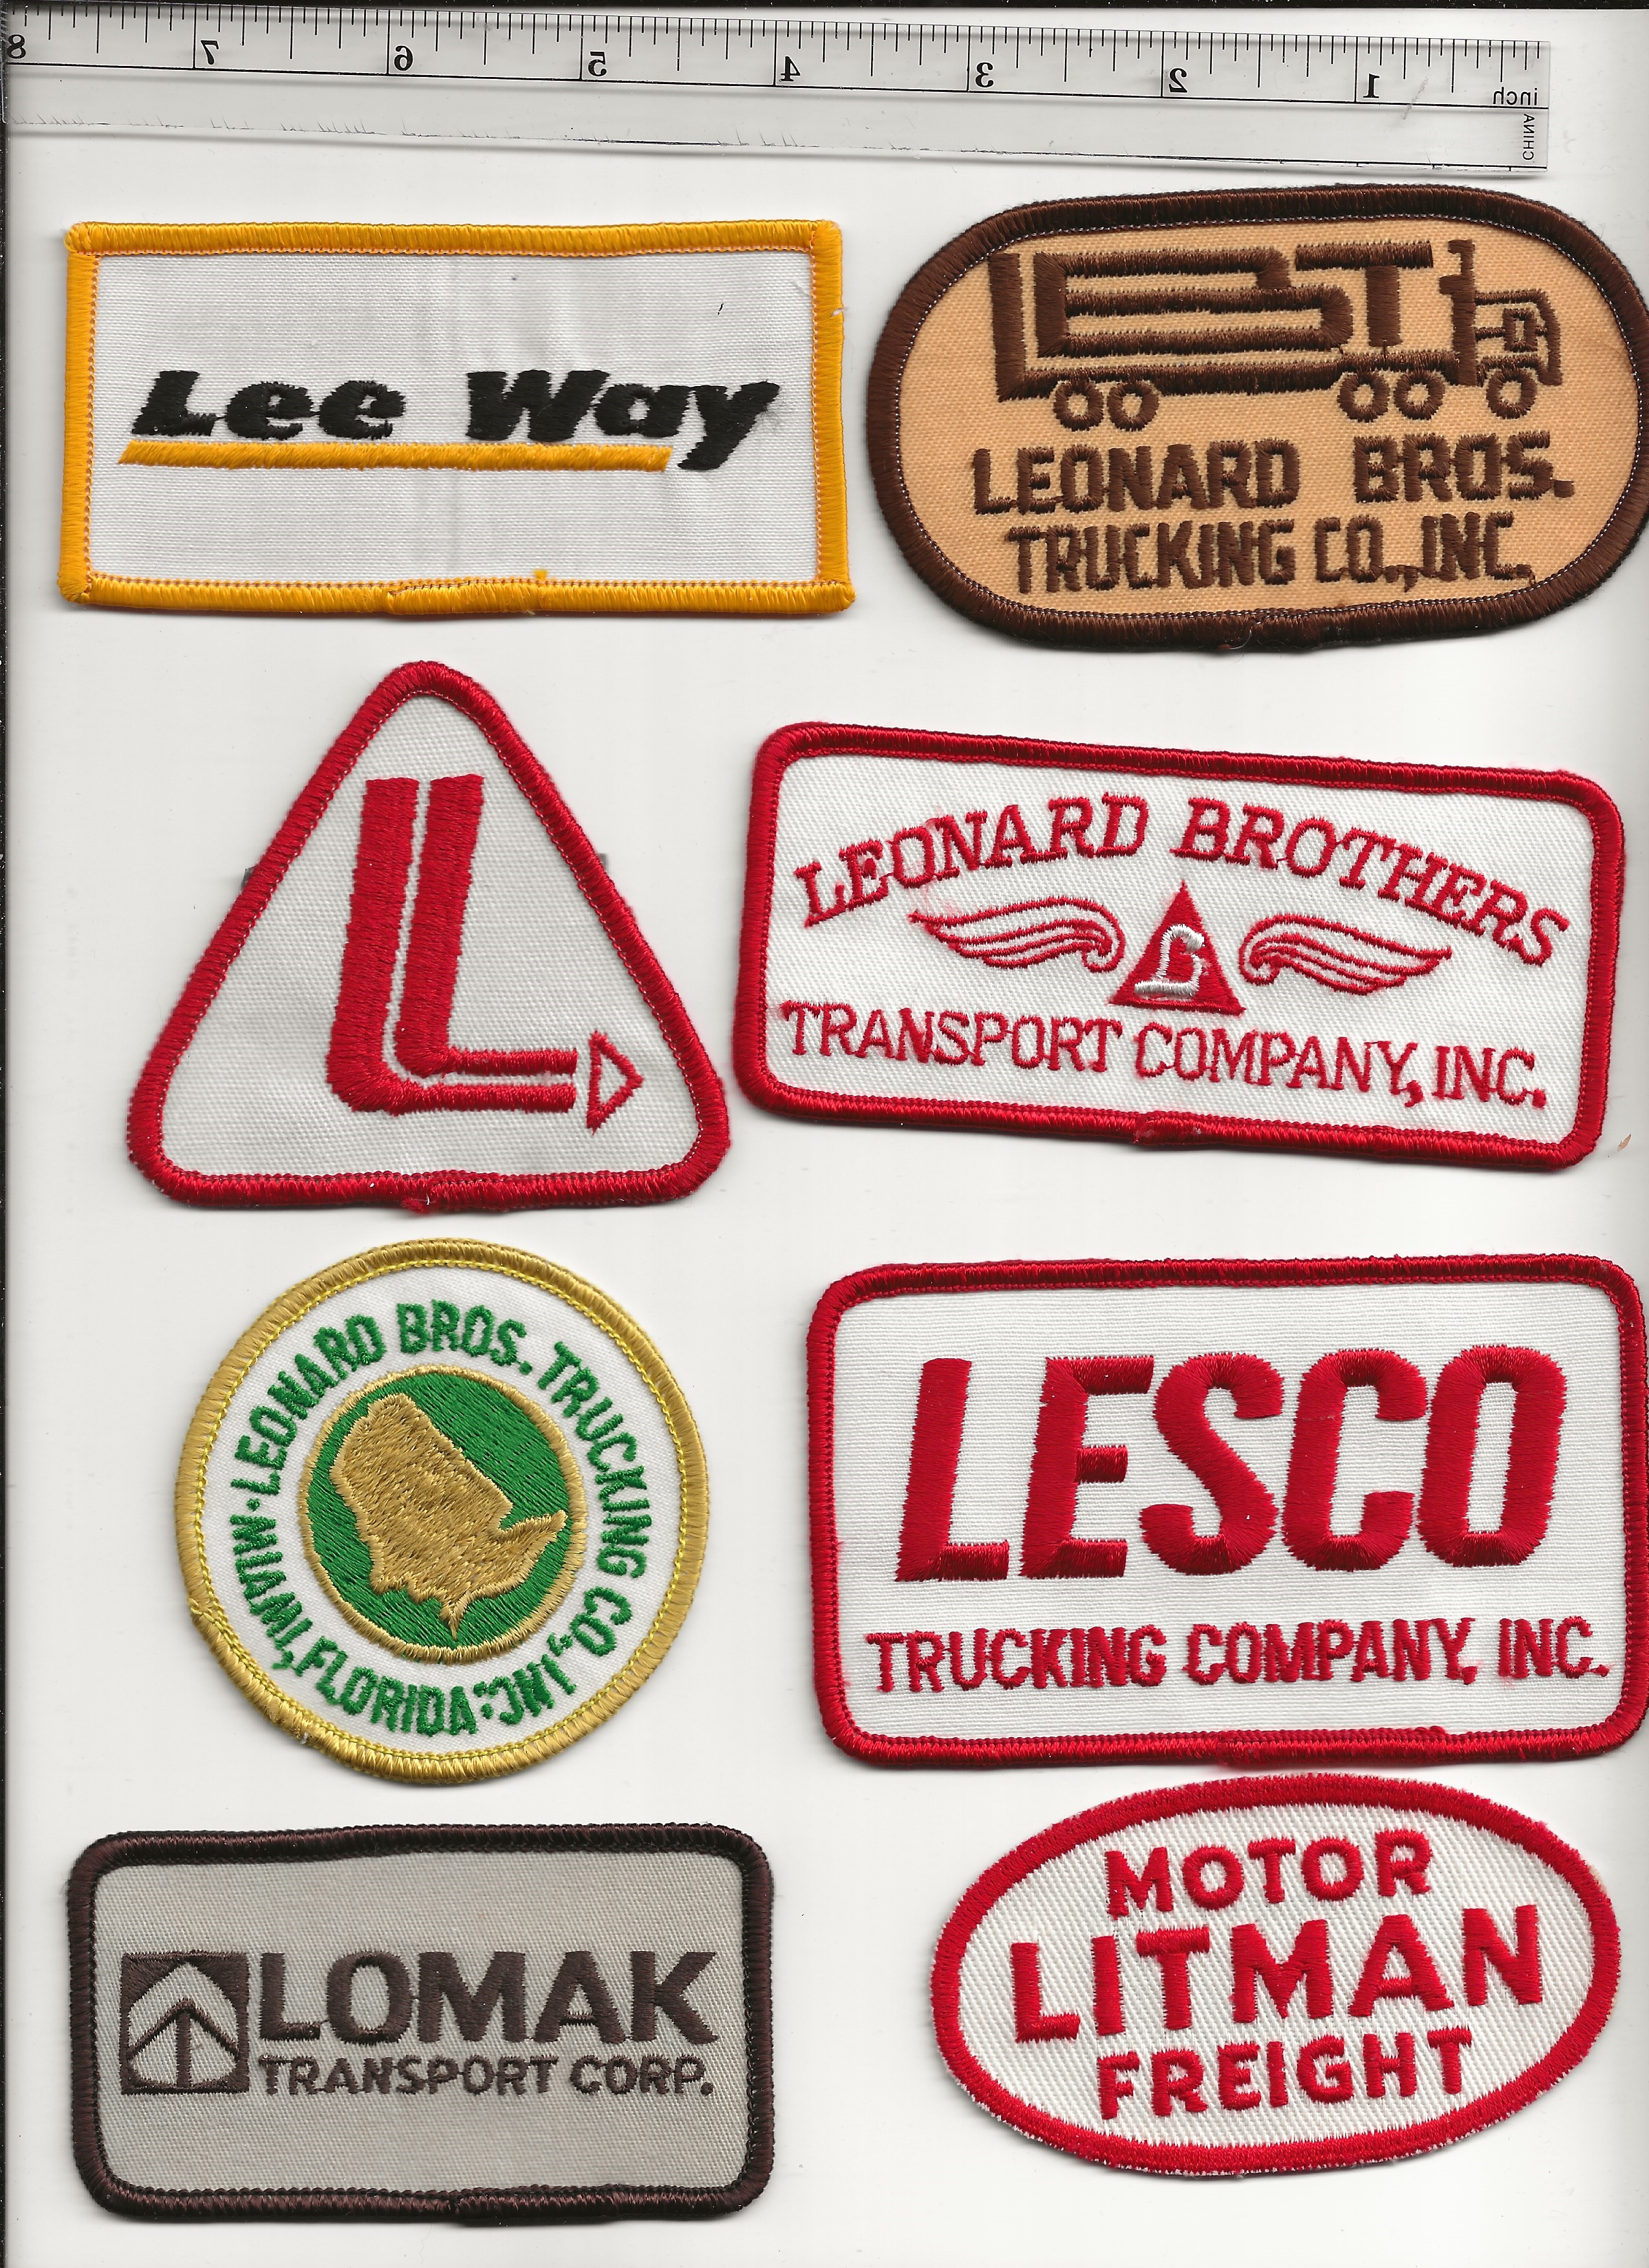 8 7 6 5 4 3 2 1
inch
CHINA
Lee Way
LBT
LEONARD BROS.
TRUCKING CO., INC.
L
LEONARD BROTHERS
L
TRANSPORT COMPANY, INC.
LEONARD BROS. TRUCKING CO., INC.
MIAMI, FLORIDA
LESCO
TRUCKING COMPANY, INC.
LOMAK
TRANSPORT CORP.
MOTOR
LITMAN
FREIGHT